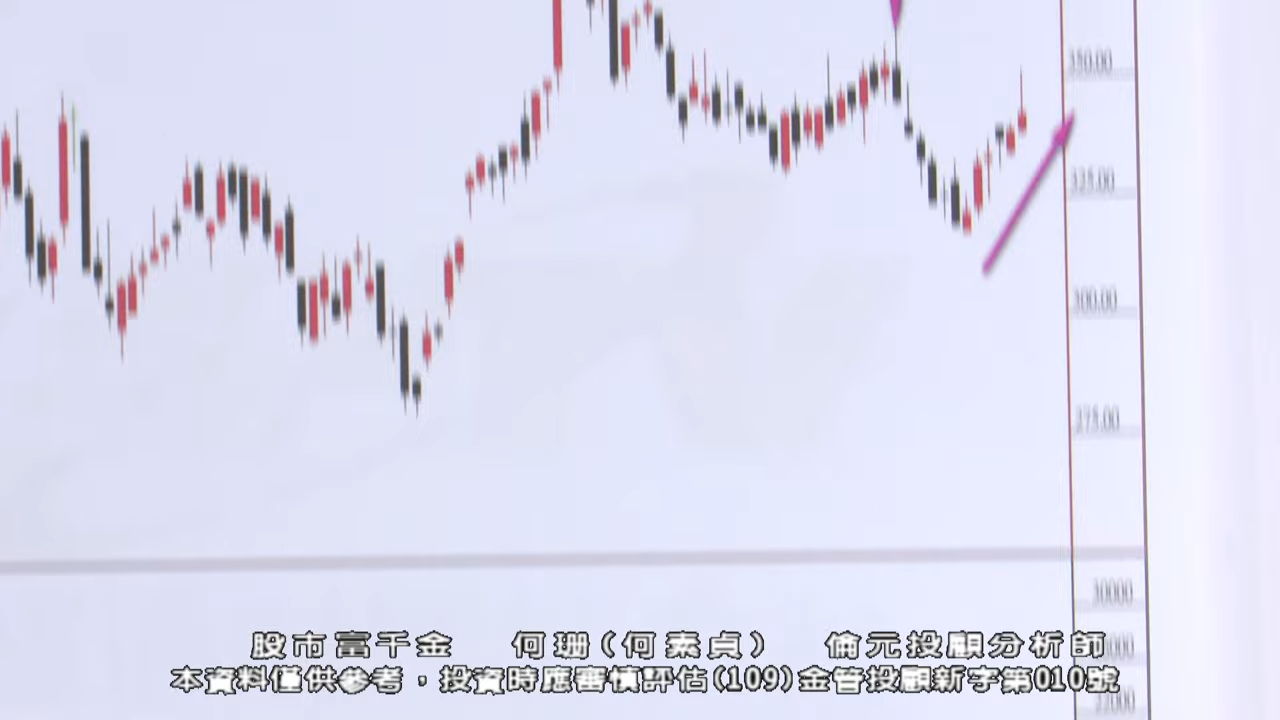 350.00
325.00
300.00
275.00
30000
股市富千金 何珊(何素貞) 倫元投顧分析師
本資料僅供參考，投資時應審慎評估(109)金管投顧新字第010號